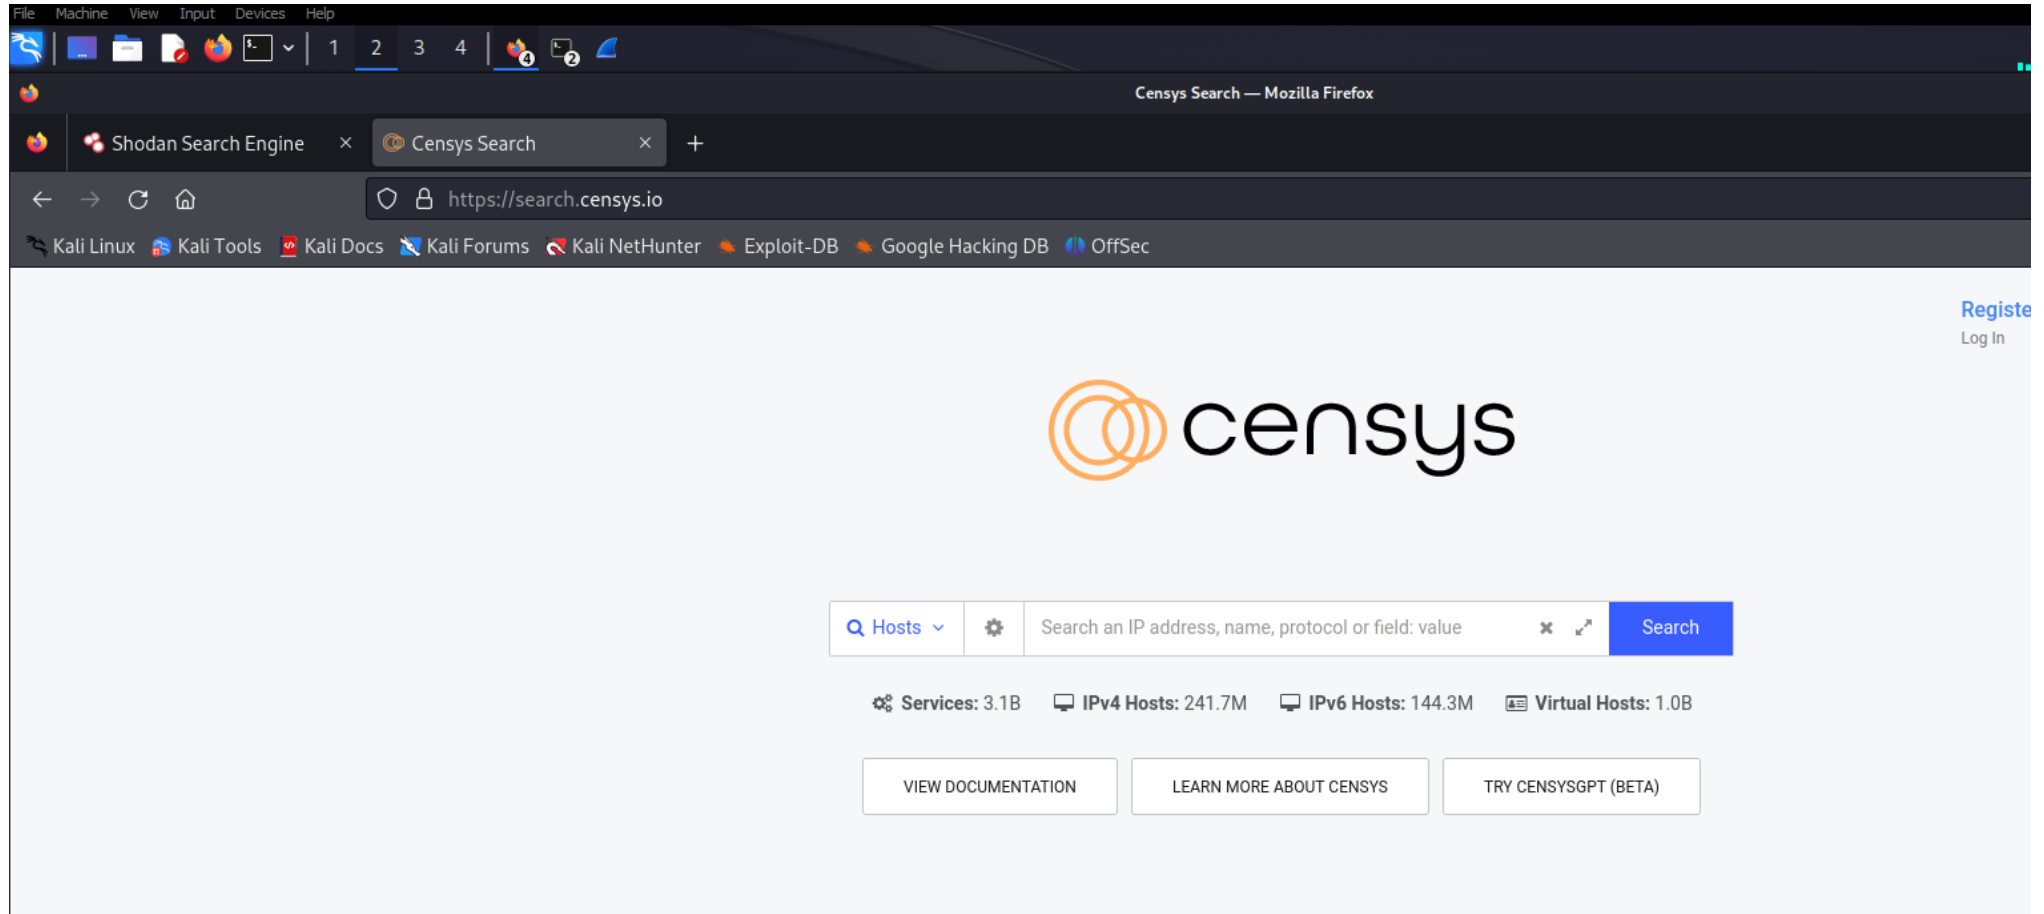 File Machine View Input Devices Help
1 2 3 4 4 2
Censys Search — Mozilla Firefox
Shodan Search Engine × Censys Search × +
https://search.censys.io
Kali Linux Kali Tools Kali Docs Kali Forums Kali NetHunter Exploit-DB Google Hacking DB OffSec
Registe
Log In
censys
Hosts Search an IP address, name, protocol or field: value Search
Services: 3.1B IPv4 Hosts: 241.7M IPv6 Hosts: 144.3M Virtual Hosts: 1.0B
VIEW DOCUMENTATION LEARN MORE ABOUT CENSYS TRY CENSYSGPT (BETA)